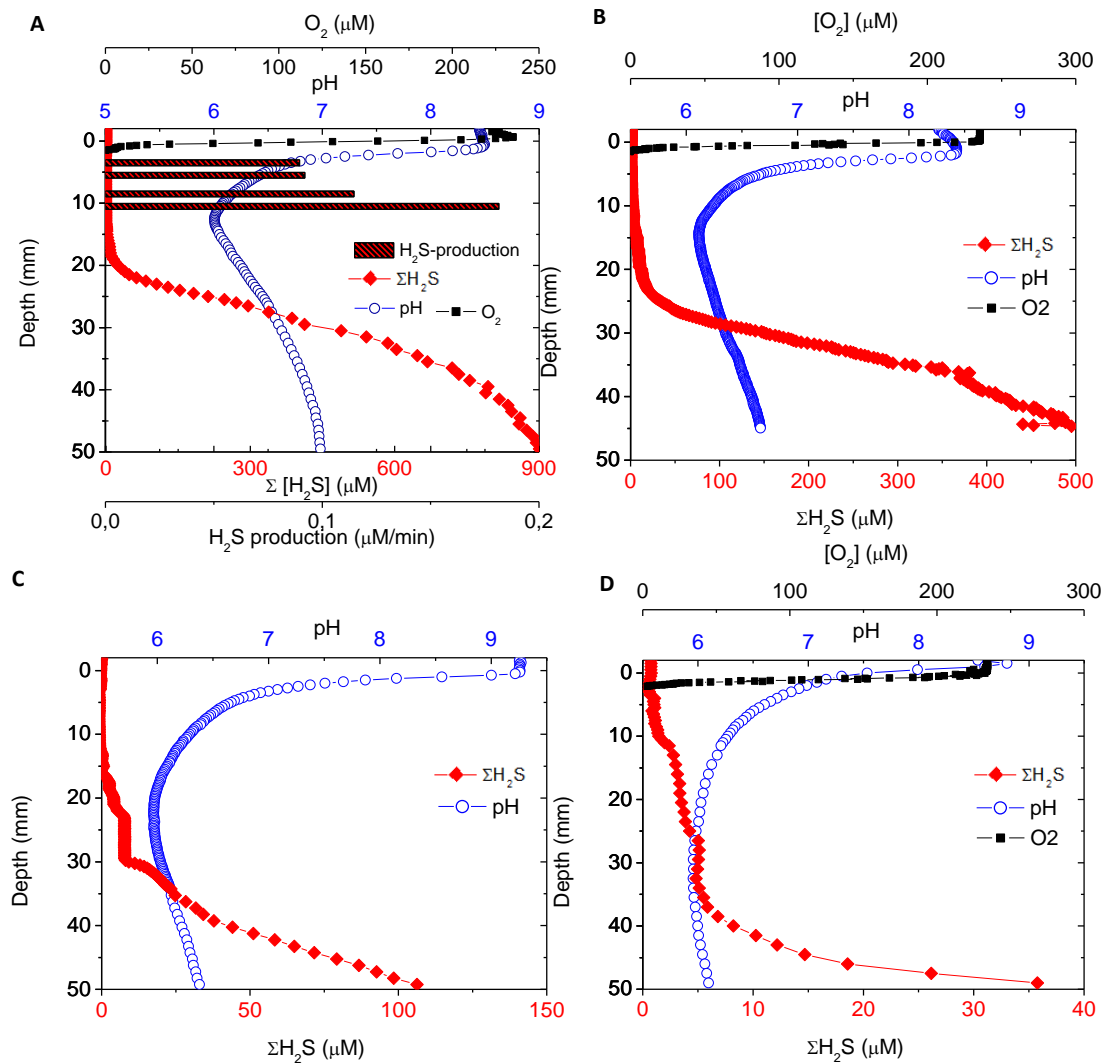 A
O₂ (μM)
0 50 100 150 200 250
pH
5 6 7 8 9
0
10
20
30
40
50
Depth (mm)
H₂S-production
ΣH₂S
pH O₂
0 300 600 900
Σ [H₂S] (μM)
0,0 0,1 0,2
H₂S production (μM/min)
B
[O₂] (μM)
0 100 200 300
pH
6 7 8 9
0
10
20
30
40
50
Depth (mm)
ΣH₂S
pH
O2
0 100 200 300 400 500
ΣH₂S (μM)
C
pH
6 7 8 9
0
10
20
30
40
50
Depth (mm)
ΣH₂S
pH
0 50 100 150
ΣH₂S (μM)
D
[O₂] (μM)
0 100 200 300
pH
6 7 8 9
0
10
20
30
40
50
Depth (mm)
ΣH₂S
pH
O2
0 10 20 30 40
ΣH₂S (μM)